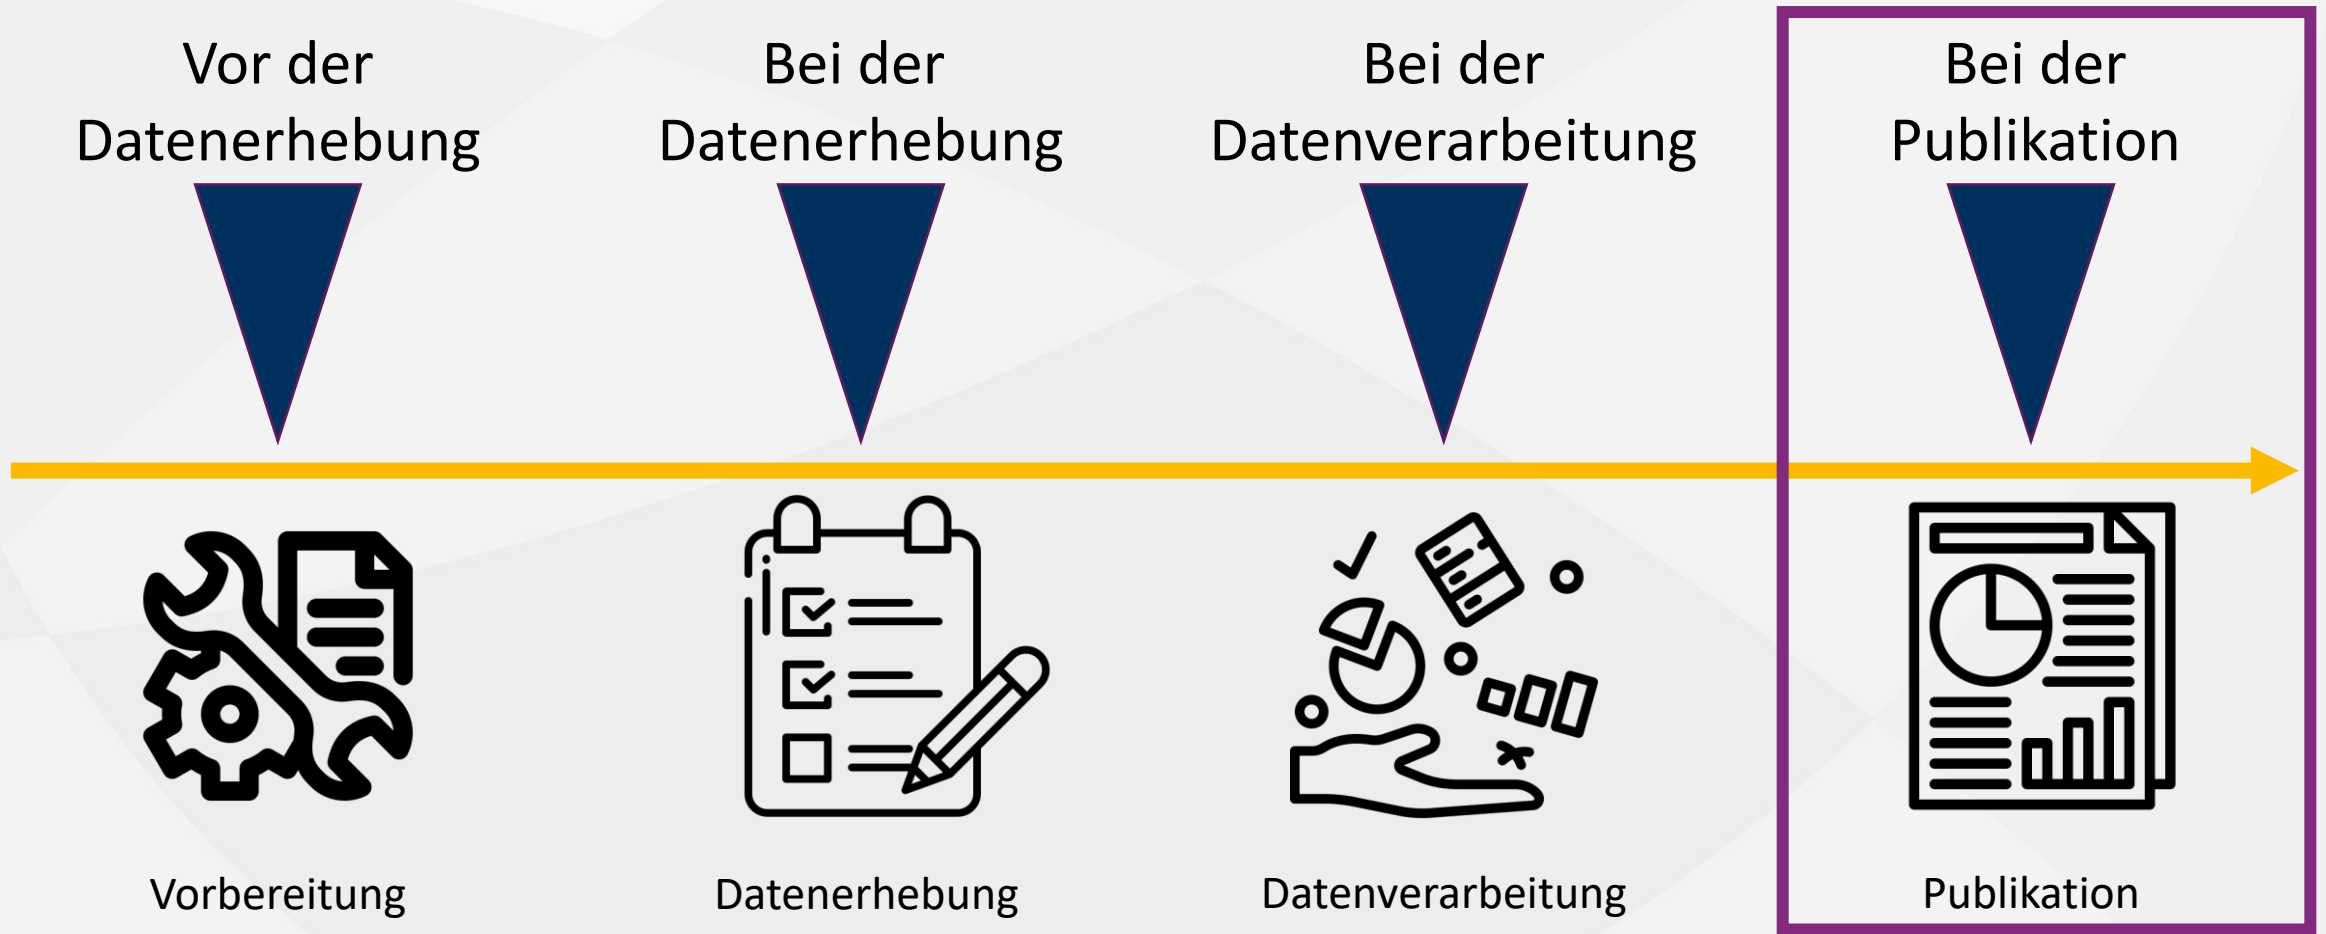 Vor der
Datenerhebung
Bei der
Datenerhebung
Bei der
Datenverarbeitung
Bei der
Publikation
Vorbereitung
Datenerhebung
Datenverarbeitung
Publikation